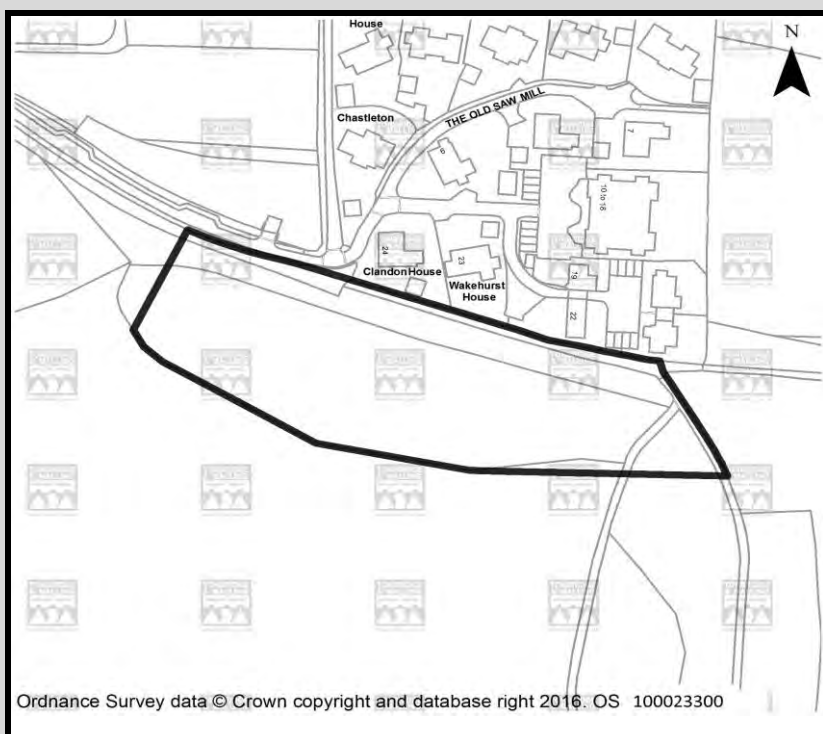 House
N
Chastleton
THE OLD SAW MILL
6
7
10 to 16
24
Clandon House
23
Wakehurst
House
19
22
Ordnance Survey data © Crown copyright and database right 2016. OS 100023300